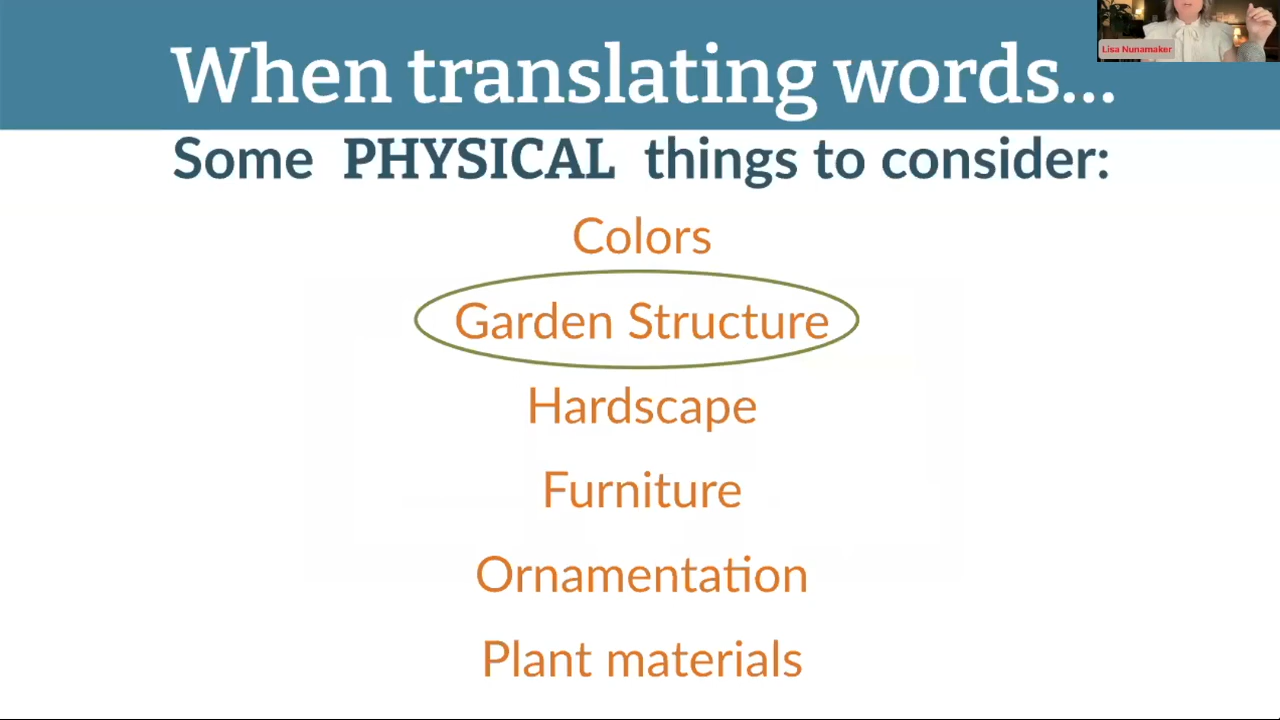 When translating words...
Lisa Nunamaker
Some PHYSICAL things to consider:
Colors
Garden Structure
Hardscape
Furniture
Ornamentation
Plant materials